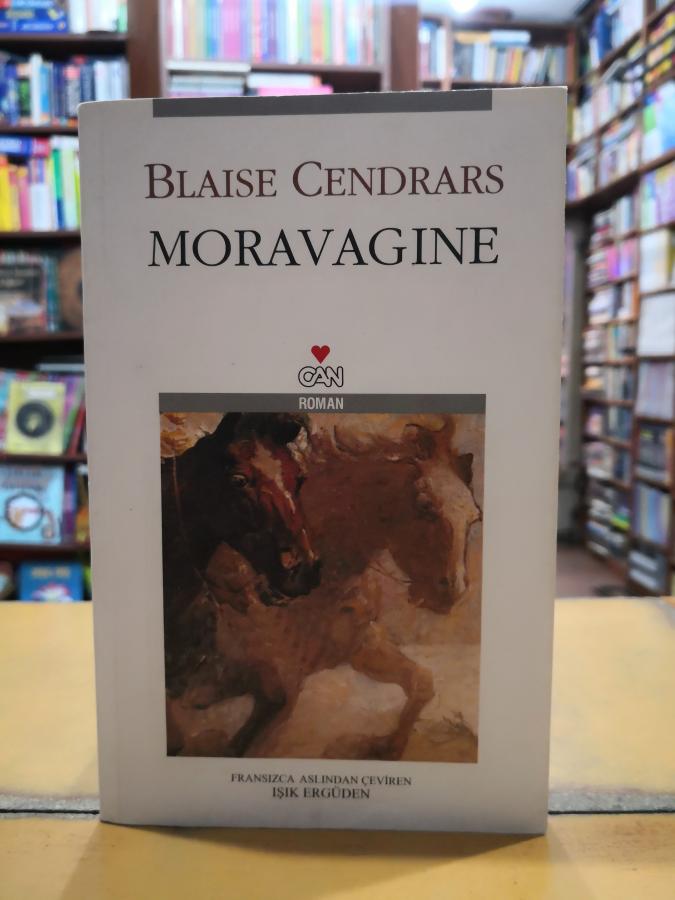 BLAISE CENDRARS
MORAVAGINE
CAN
ROMAN
FRANSIZCA ASLINDAN ÇEVİREN
IŞIK ERGÜDEN